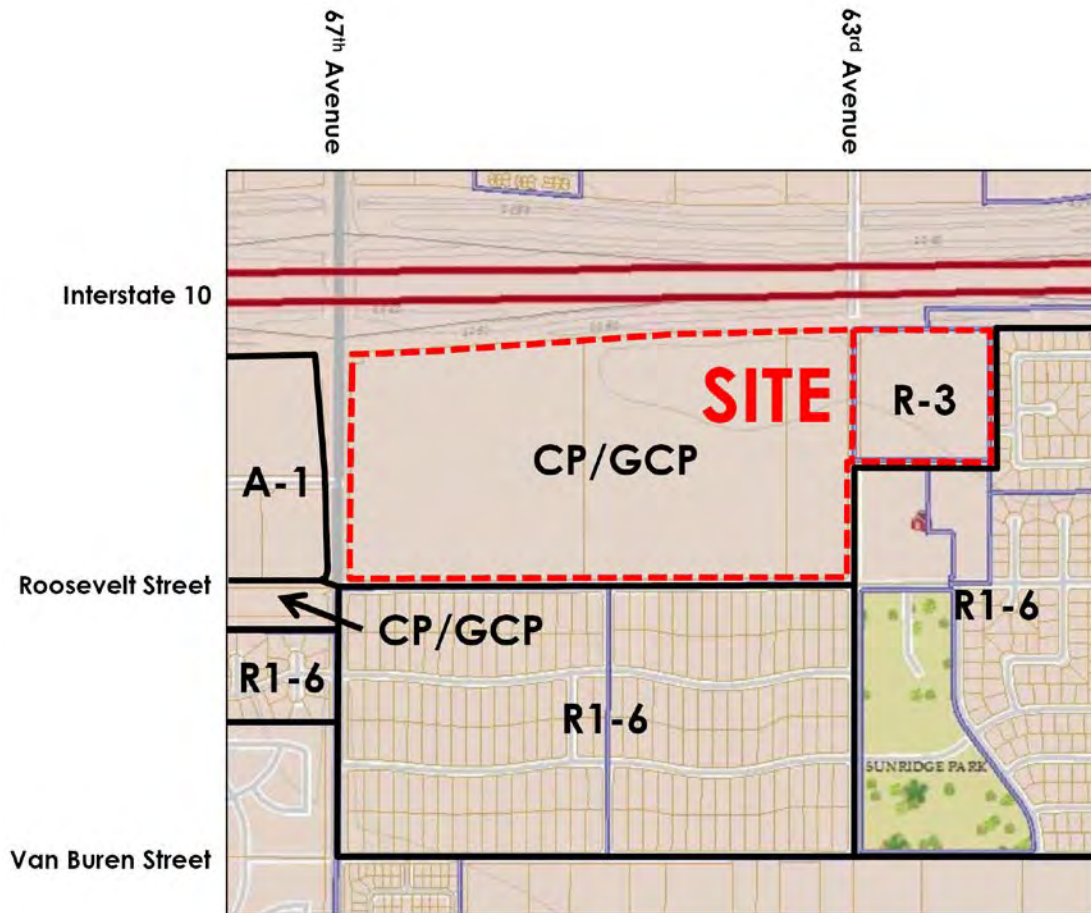 67th Avenue
63rd Avenue
Interstate 10
SITE
R-3
CP/GCP
A-1
Roosevelt Street
CP/GCP
R1-6
R1-6
R1-6
SUNRIDGE PARK
Van Buren Street